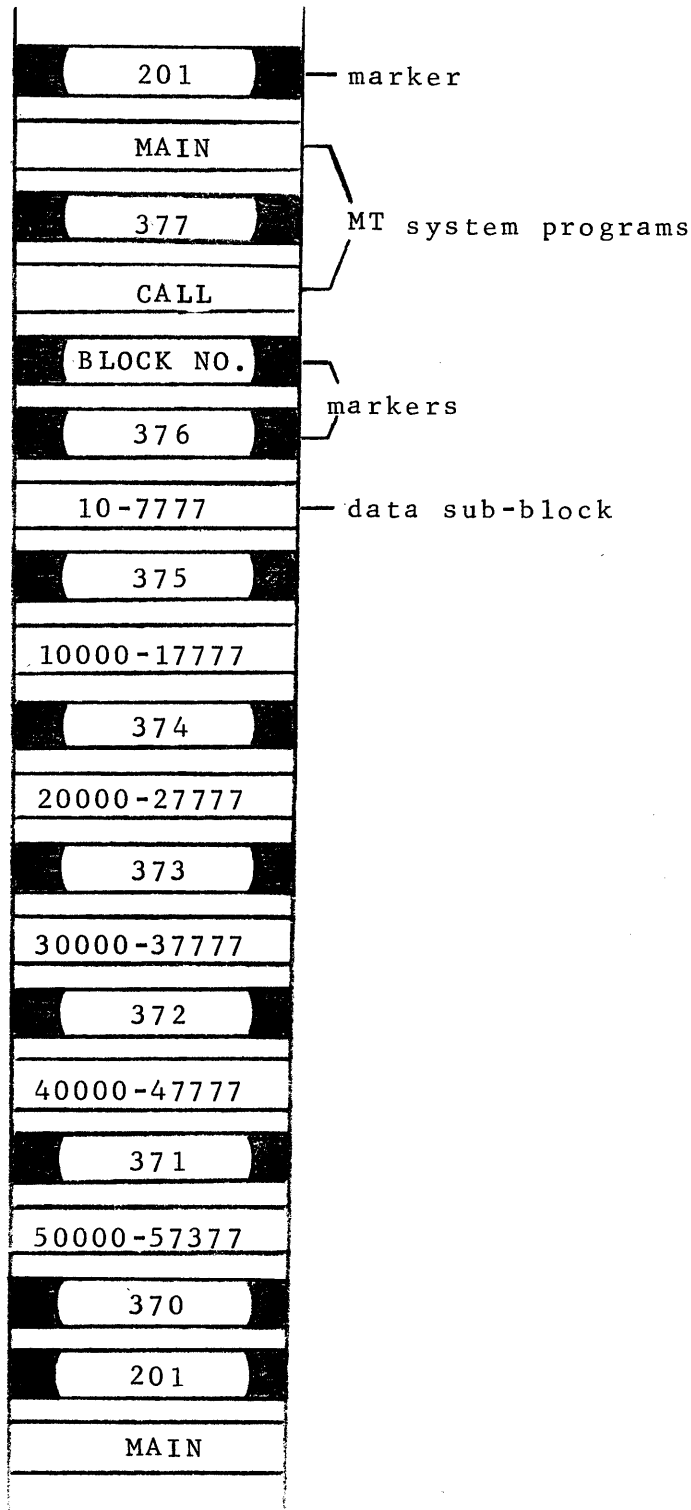 201 marker
MAIN
MT system programs
377
CALL
BLOCK NO.
markers
376
10-7777 data sub-block
375
10000-17777
374
20000-27777
373
30000-37777
372
40000-47777
371
50000-57377
370
201
MAIN